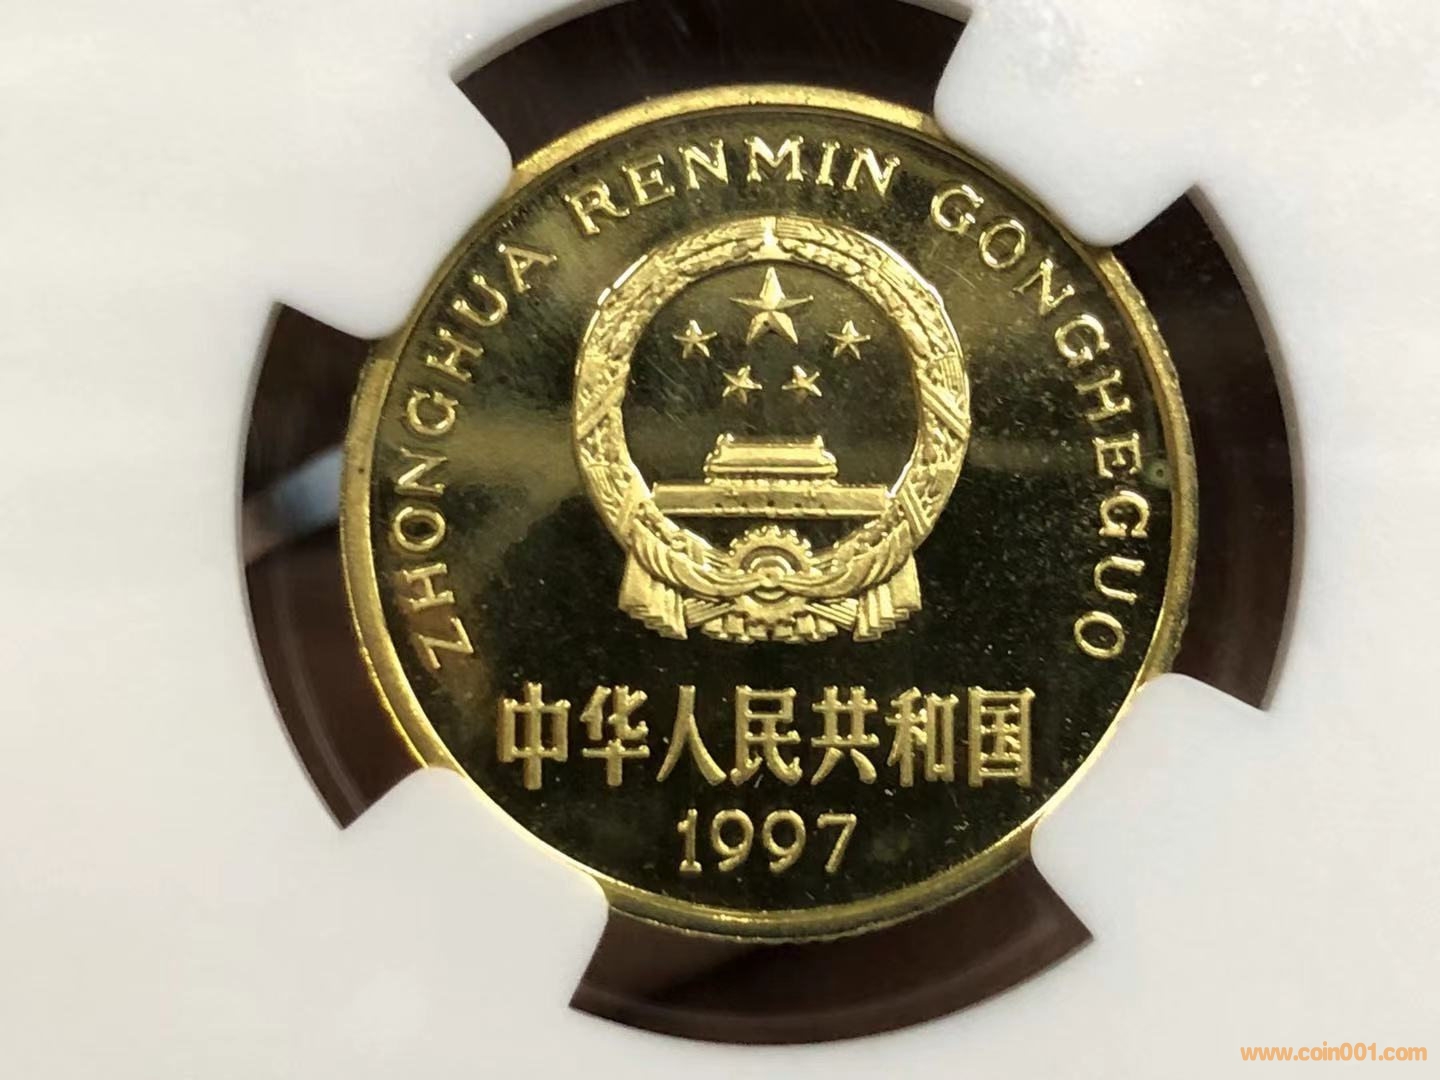 ZHONGHUA RENMIN GONGHEGUO
中华人民共和国
1997
www.coin001.com